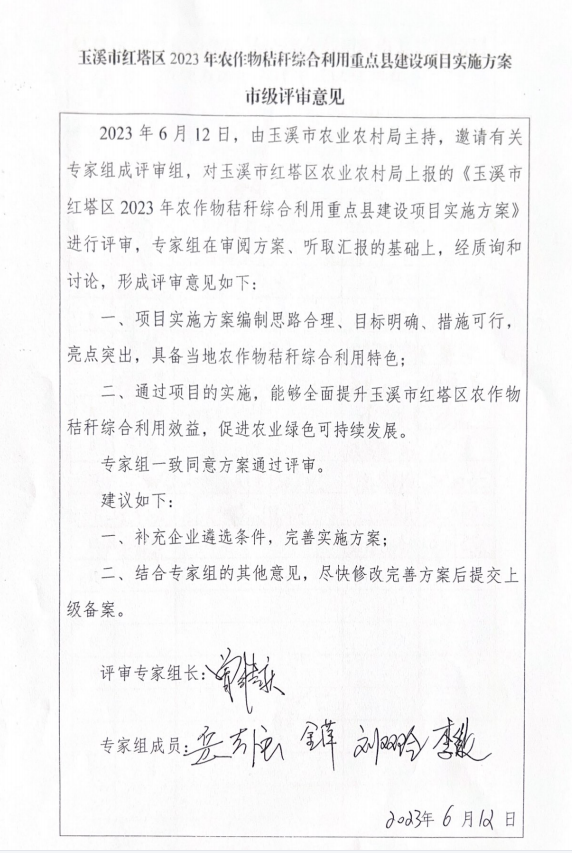 玉溪市红塔区 2023 年农作物秸秆综合利用重点县建设项目实施方案
市级评审意见
2023 年 6 月 12 日，由玉溪市农业农村局主持，邀请有关
专家组成评审组，对玉溪市红塔区农业农村局上报的《玉溪市
红塔区 2023 年农作物秸秆综合利用重点县建设项目实施方案》
进行评审，专家组在审阅方案、听取汇报的基础上，经质询和
讨论，形成评审意见如下：
一、项目实施方案编制思路合理、目标明确、措施可行，
亮点突出，具备当地农作物秸秆综合利用特色；
二、通过项目的实施，能够全面提升玉溪市红塔区农作物
秸秆综合利用效益，促进农业绿色可持续发展。
专家组一致同意方案通过评审。
建议如下：
一、补充企业遴选条件，完善实施方案；
二、结合专家组的其他意见，尽快修改完善方案后提交上
级备案。
评审专家组长：
专家组成员：
2023年 6 月 12 日